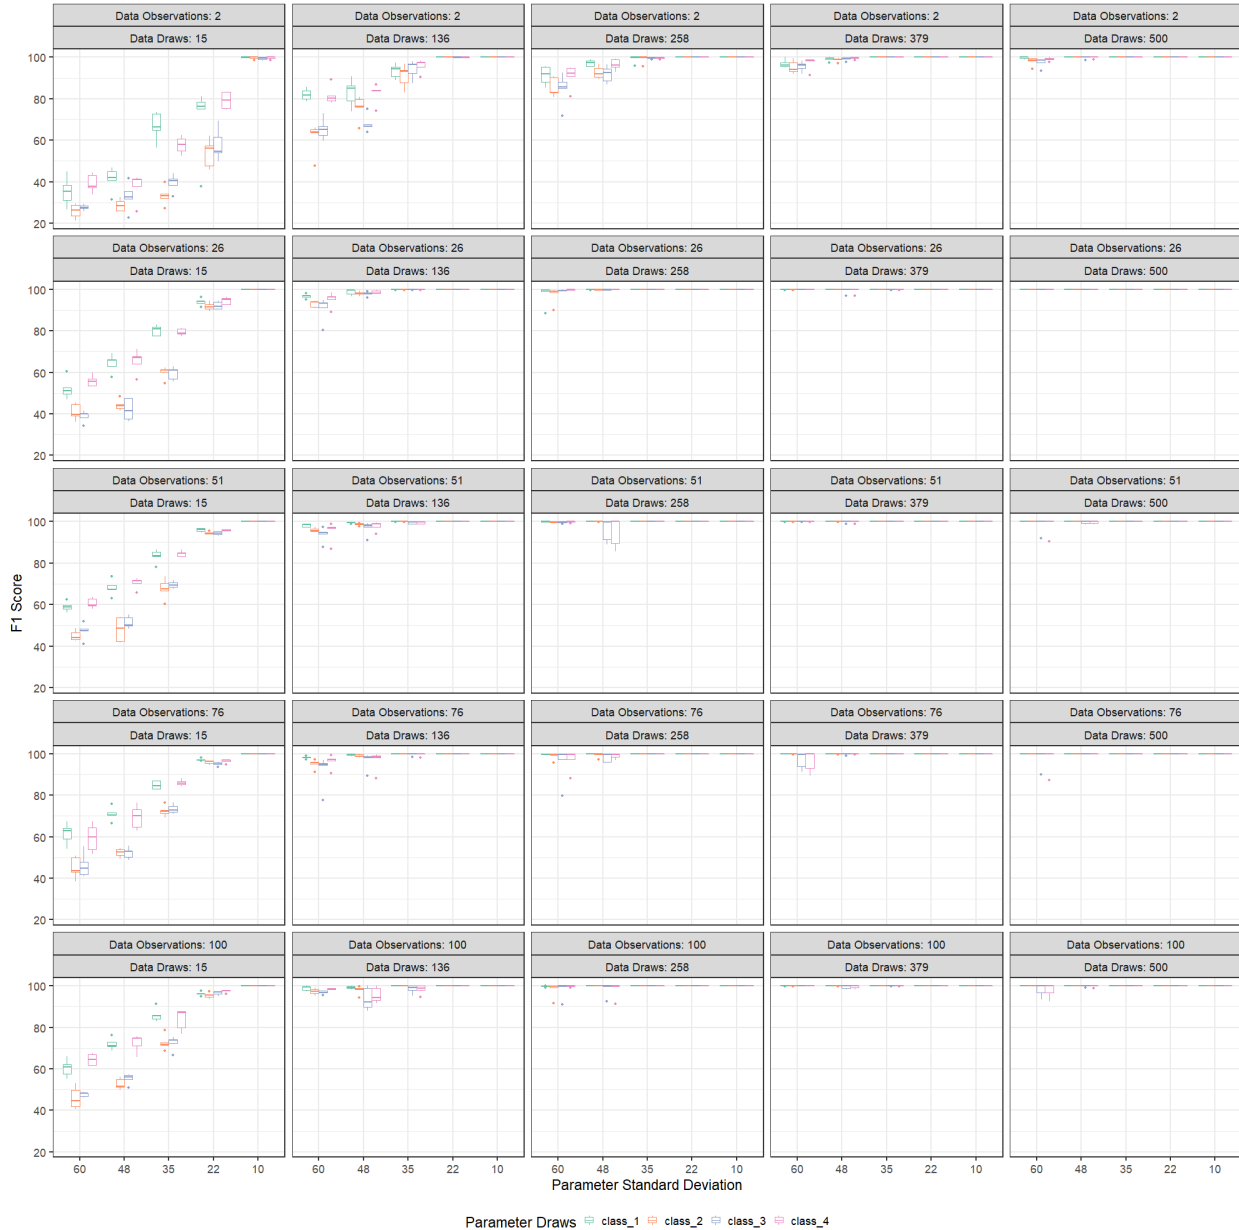 Data Observations: 2 Data Observations: 2 Data Observations: 2 Data Observations: 2 Data Observations: 2
Data Draws: 15 Data Draws: 136 Data Draws: 258 Data Draws: 379 Data Draws: 500
100
80
60
40
20
Data Observations: 26 Data Observations: 26 Data Observations: 26 Data Observations: 26 Data Observations: 26
Data Draws: 15 Data Draws: 136 Data Draws: 258 Data Draws: 379 Data Draws: 500
100
80
60
40
20
Data Observations: 51 Data Observations: 51 Data Observations: 51 Data Observations: 51 Data Observations: 51
Data Draws: 15 Data Draws: 136 Data Draws: 258 Data Draws: 379 Data Draws: 500
100
80
60
40
20
F1 Score
Data Observations: 76 Data Observations: 76 Data Observations: 76 Data Observations: 76 Data Observations: 76
Data Draws: 15 Data Draws: 136 Data Draws: 258 Data Draws: 379 Data Draws: 500
100
80
60
40
20
Data Observations: 100 Data Observations: 100 Data Observations: 100 Data Observations: 100 Data Observations: 100
Data Draws: 15 Data Draws: 136 Data Draws: 258 Data Draws: 379 Data Draws: 500
100
80
60
40
20
60 48 35 22 10 60 48 35 22 10 60 48 35 22 10 60 48 35 22 10 60 48 35 22 10
Parameter Standard Deviation
Parameter Draws class_1 class_2 class_3 class_4